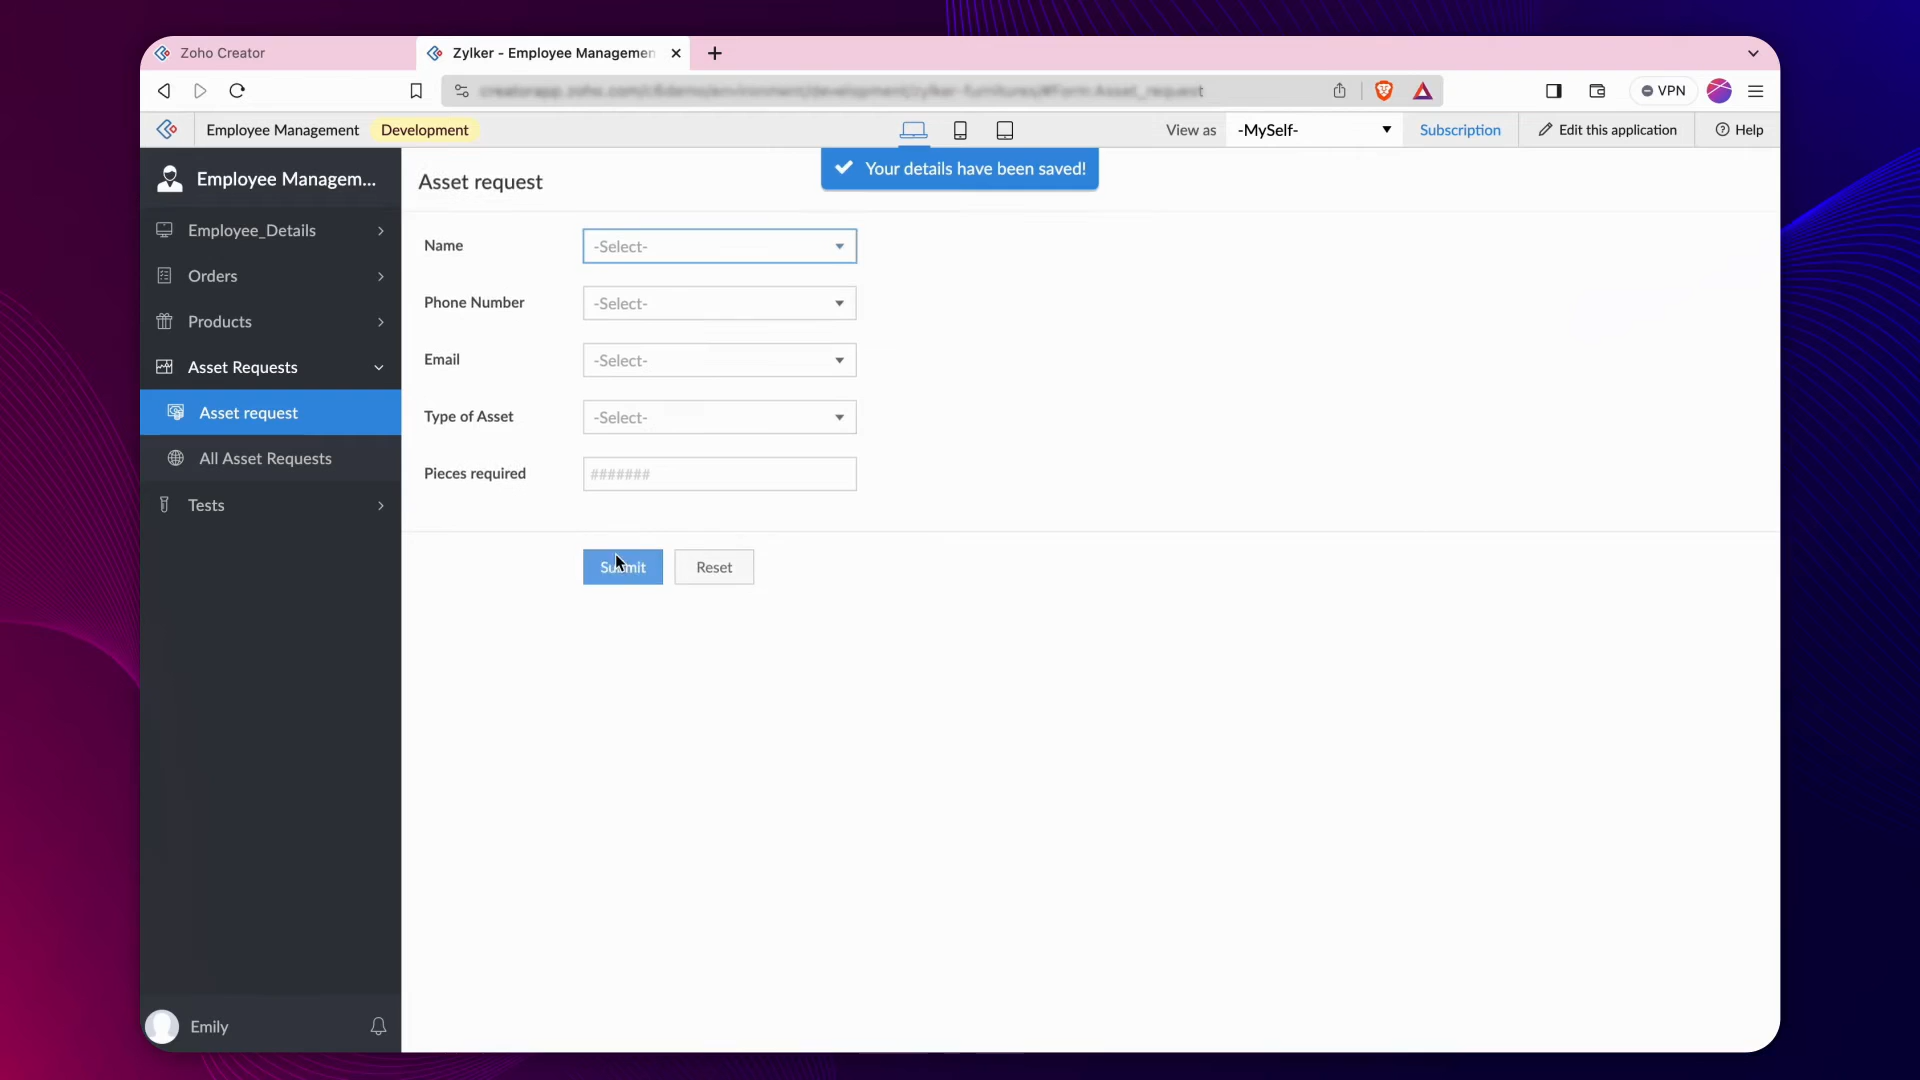 Zoho Creator
Zylker - Employee Managemen
Employee Management
Development
View as
-MySelf-
Subscription
Edit this application
Help
VPN
Employee Managem...
Employee_Details
Orders
Products
Asset Requests
Asset request
All Asset Requests
Tests
Emily
Asset request
Your details have been saved!
Name
-Select-
Phone Number
-Select-
Email
-Select-
Type of Asset
-Select-
Pieces required
#######
Submit
Reset